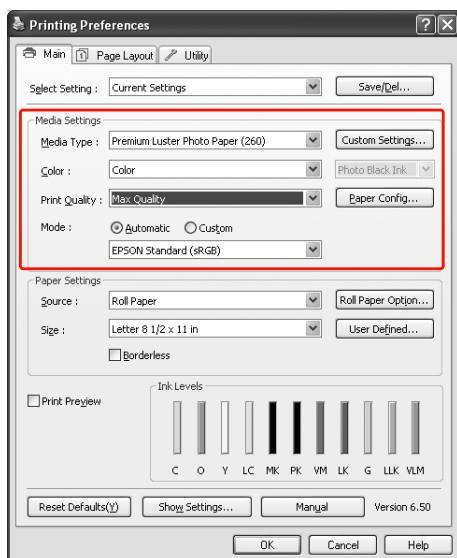 Printing Preferences
Main Page Layout Utility
Select Setting : Current Settings Save/Del...
Media Settings
Media Type : Premium Luster Photo Paper (260) Custom Settings...
Color : Color Photo Black Ink
Print Quality : Max Quality Paper Config...
Mode : Automatic Custom
EPSON Standard (sRGB)
Paper Settings
Source : Roll Paper Roll Paper Option...
Size : Letter 8 1/2 x 11 in User Defined...
Borderless
Print Preview Ink Levels
C O Y LC MK PK VM LK G LLK VLM
Reset Defaults(Y) Show Settings... Manual Version 6.50
OK Cancel Help